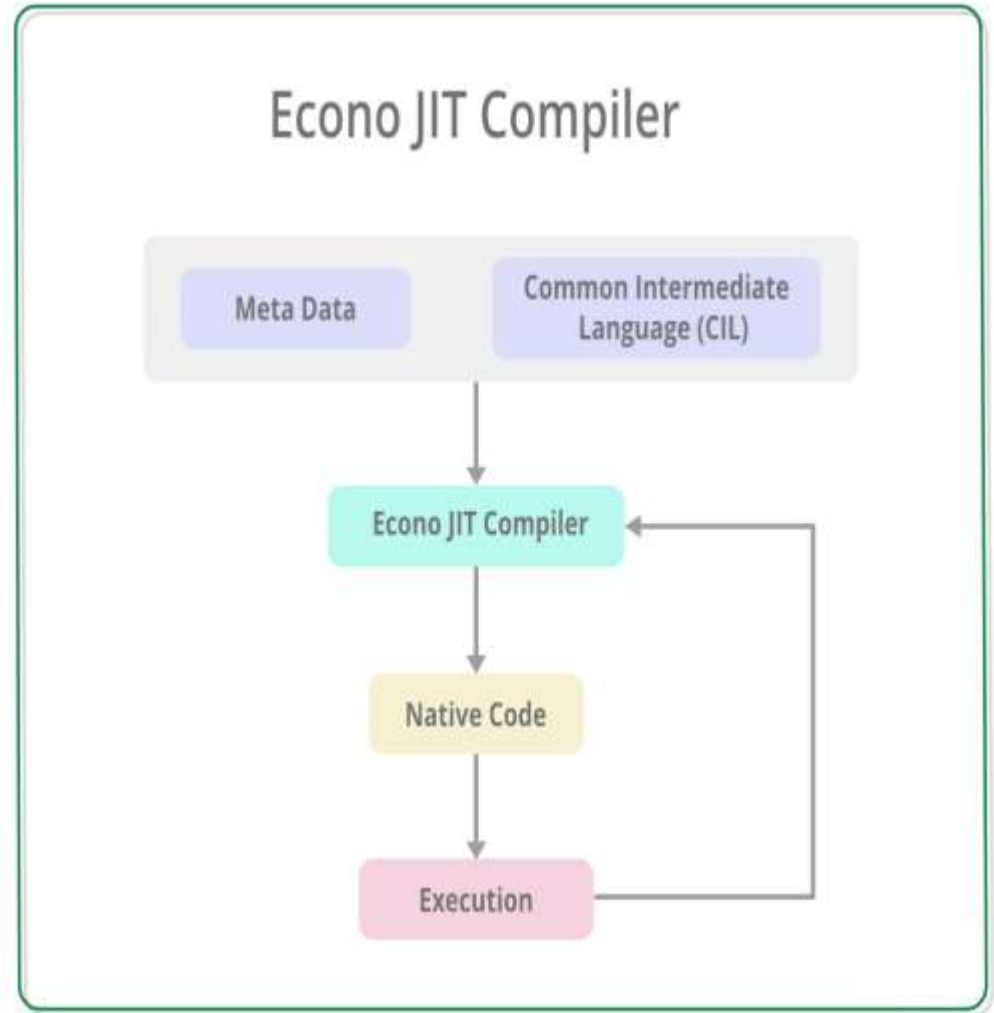 Econo JIT Compiler
Meta Data
Common Intermediate
Language (CIL)
Econo JIT Compiler
Native Code
Execution